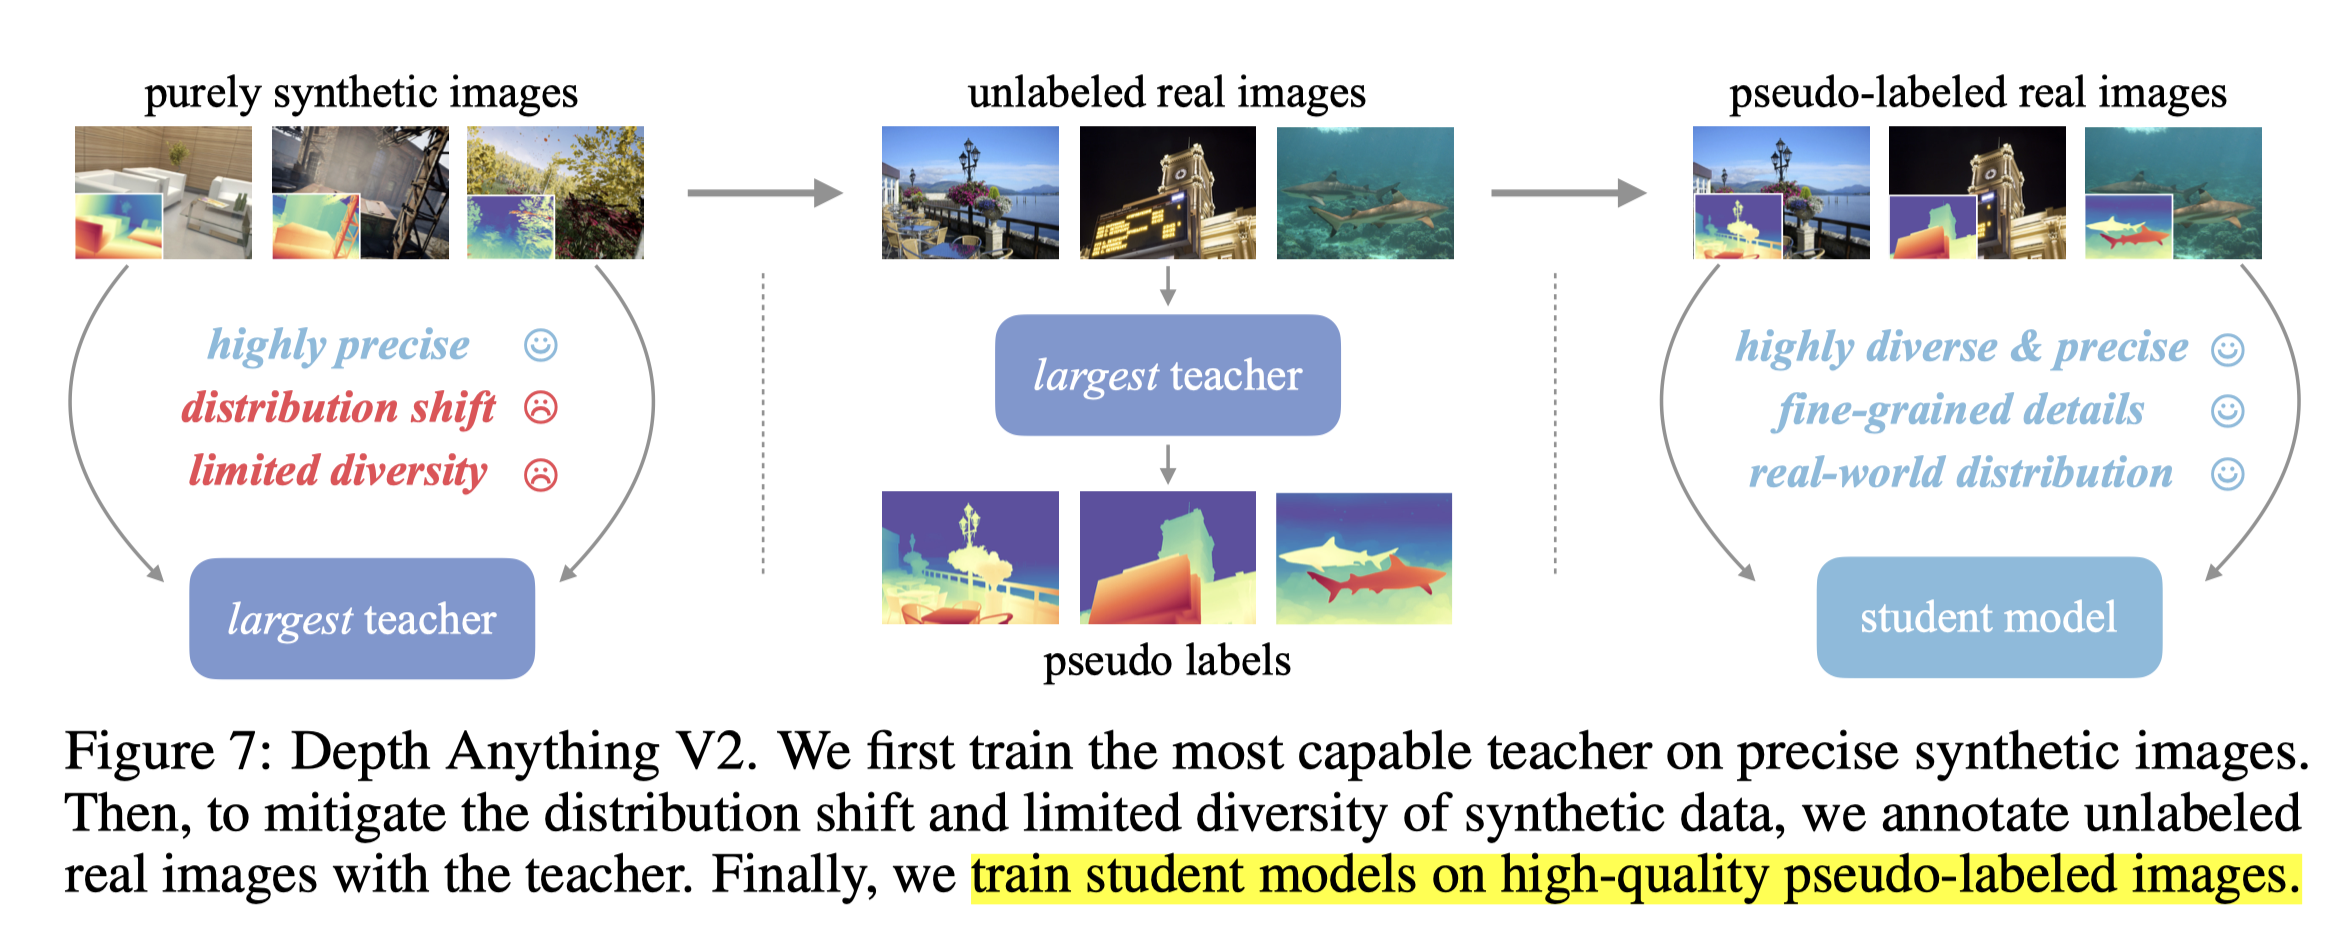 purely synthetic images
unlabeled real images
pseudo-labeled real images
highly precise
distribution shift
limited diversity
largest teacher
largest teacher
pseudo labels
highly diverse & precise
fine-grained details
real-world distribution
student model
Figure 7: Depth Anything V2. We first train the most capable teacher on precise synthetic images.
Then, to mitigate the distribution shift and limited diversity of synthetic data, we annotate unlabeled
real images with the teacher. Finally, we train student models on high-quality pseudo-labeled images.